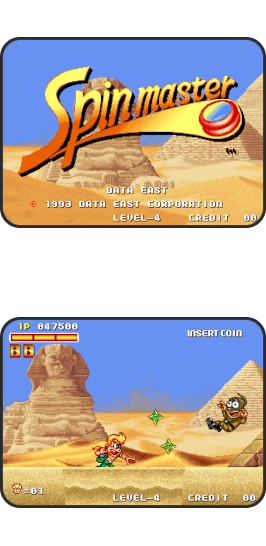 Spinmaster
DATA EAST
© 1993 DATA EAST CORPORATION
LEVEL-4 CREDIT 00
1P 047500
INSERT COIN
B B
=01
LEVEL-4 CREDIT 00